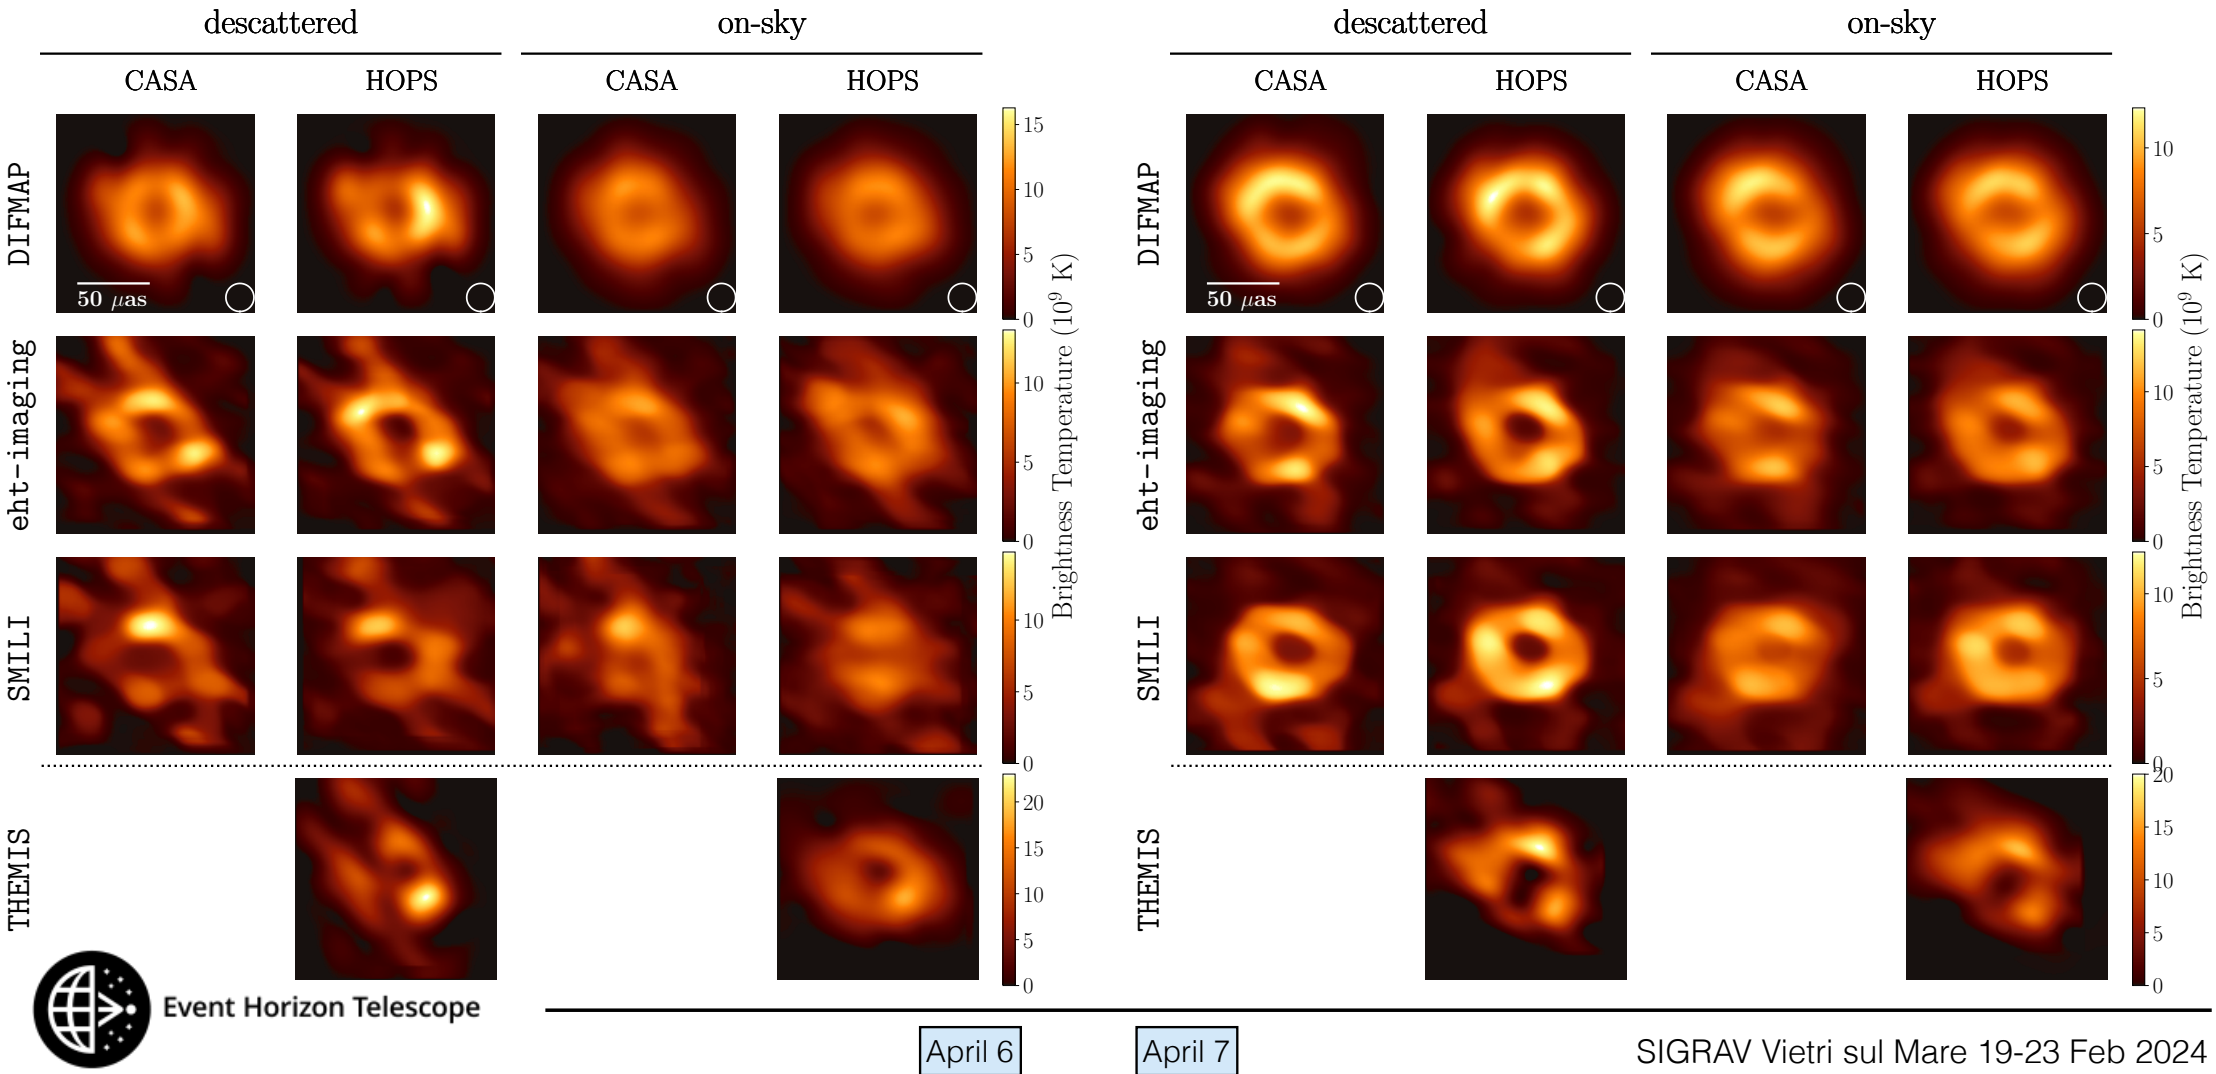 descattered on-sky descattered on-sky
CASA HOPS CASA HOPS CASA HOPS CASA HOPS
DIFMAP
50 μas
15
10
5
0
DIFMAP
50 μas
10
5
0
eht-imaging
10
5
0
eht-imaging
10
5
0
Brightness Temperature (10⁹ K)
Brightness Temperature (10⁹ K)
SMILI
10
5
0
SMILI
10
5
0
THEMIS
20
15
10
5
0
THEMIS
20
15
10
5
0
Event Horizon Telescope
April 6 April 7 SIGRAV Vietri sul Mare 19-23 Feb 2024